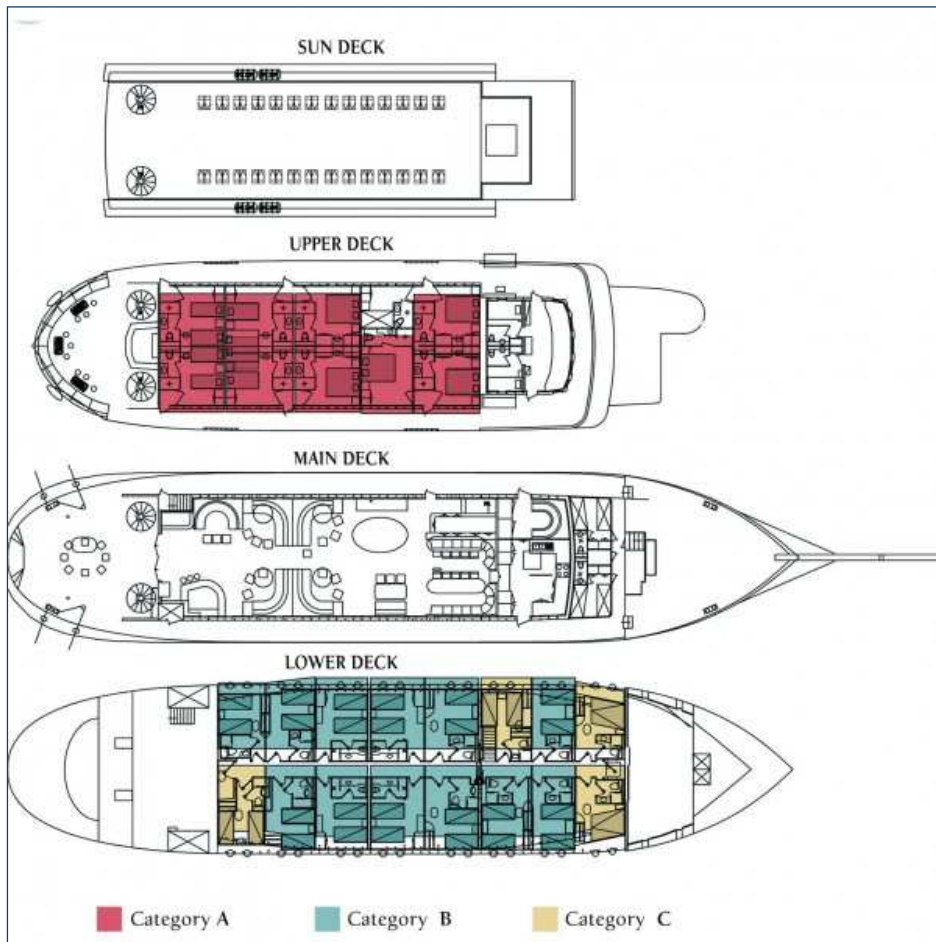 SUN DECK
UPPER DECK
MAIN DECK
LOWER DECK
Category A
Category B
Category C